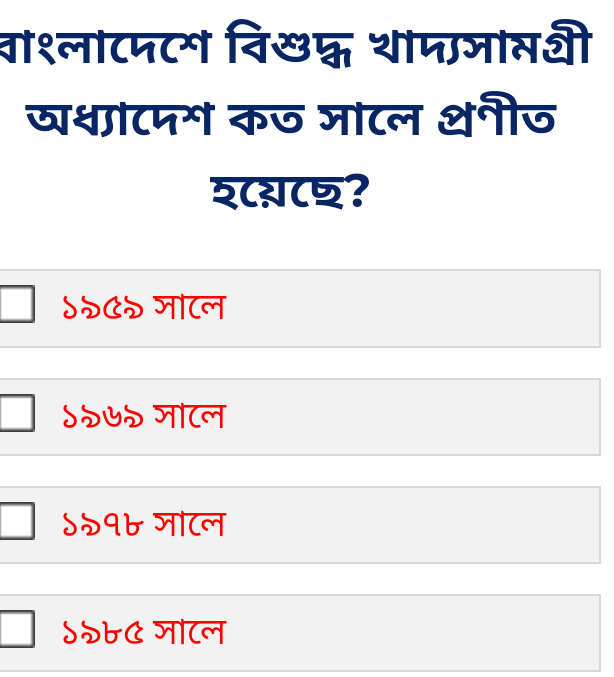 বাংলাদেশে বিশুদ্ধ খাদ্যসামগ্রী
অধ্যাদেশ কত সালে প্রণীত
হয়েছে?
১৯৫৯ সালে
১৯৬৯ সালে
১৯৭৮ সালে
১৯৮৫ সালে